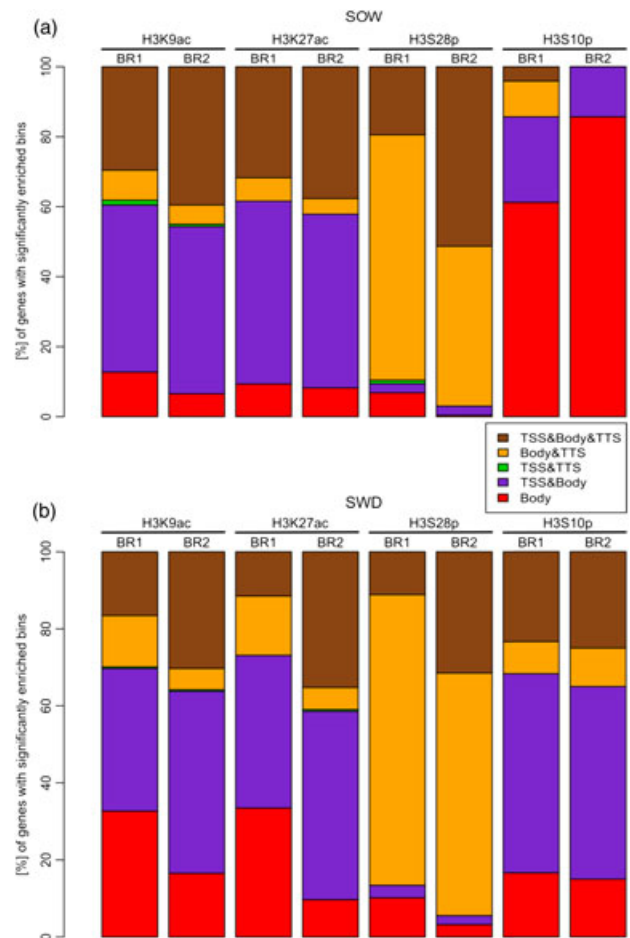 SOW
(a)
H3K9ac H3K27ac H3S28p H3S10p
BR1 BR2 BR1 BR2 BR1 BR2 BR1 BR2
100
80
60
40
20
0
[%] of genes with significantly enriched bins
TSS&Body&TTS
Body&TTS
TSS&TTS
TSS&Body
Body
SWD
(b)
H3K9ac H3K27ac H3S28p H3S10p
BR1 BR2 BR1 BR2 BR1 BR2 BR1 BR2
100
80
60
40
20
0
[%] of genes with significantly enriched bins